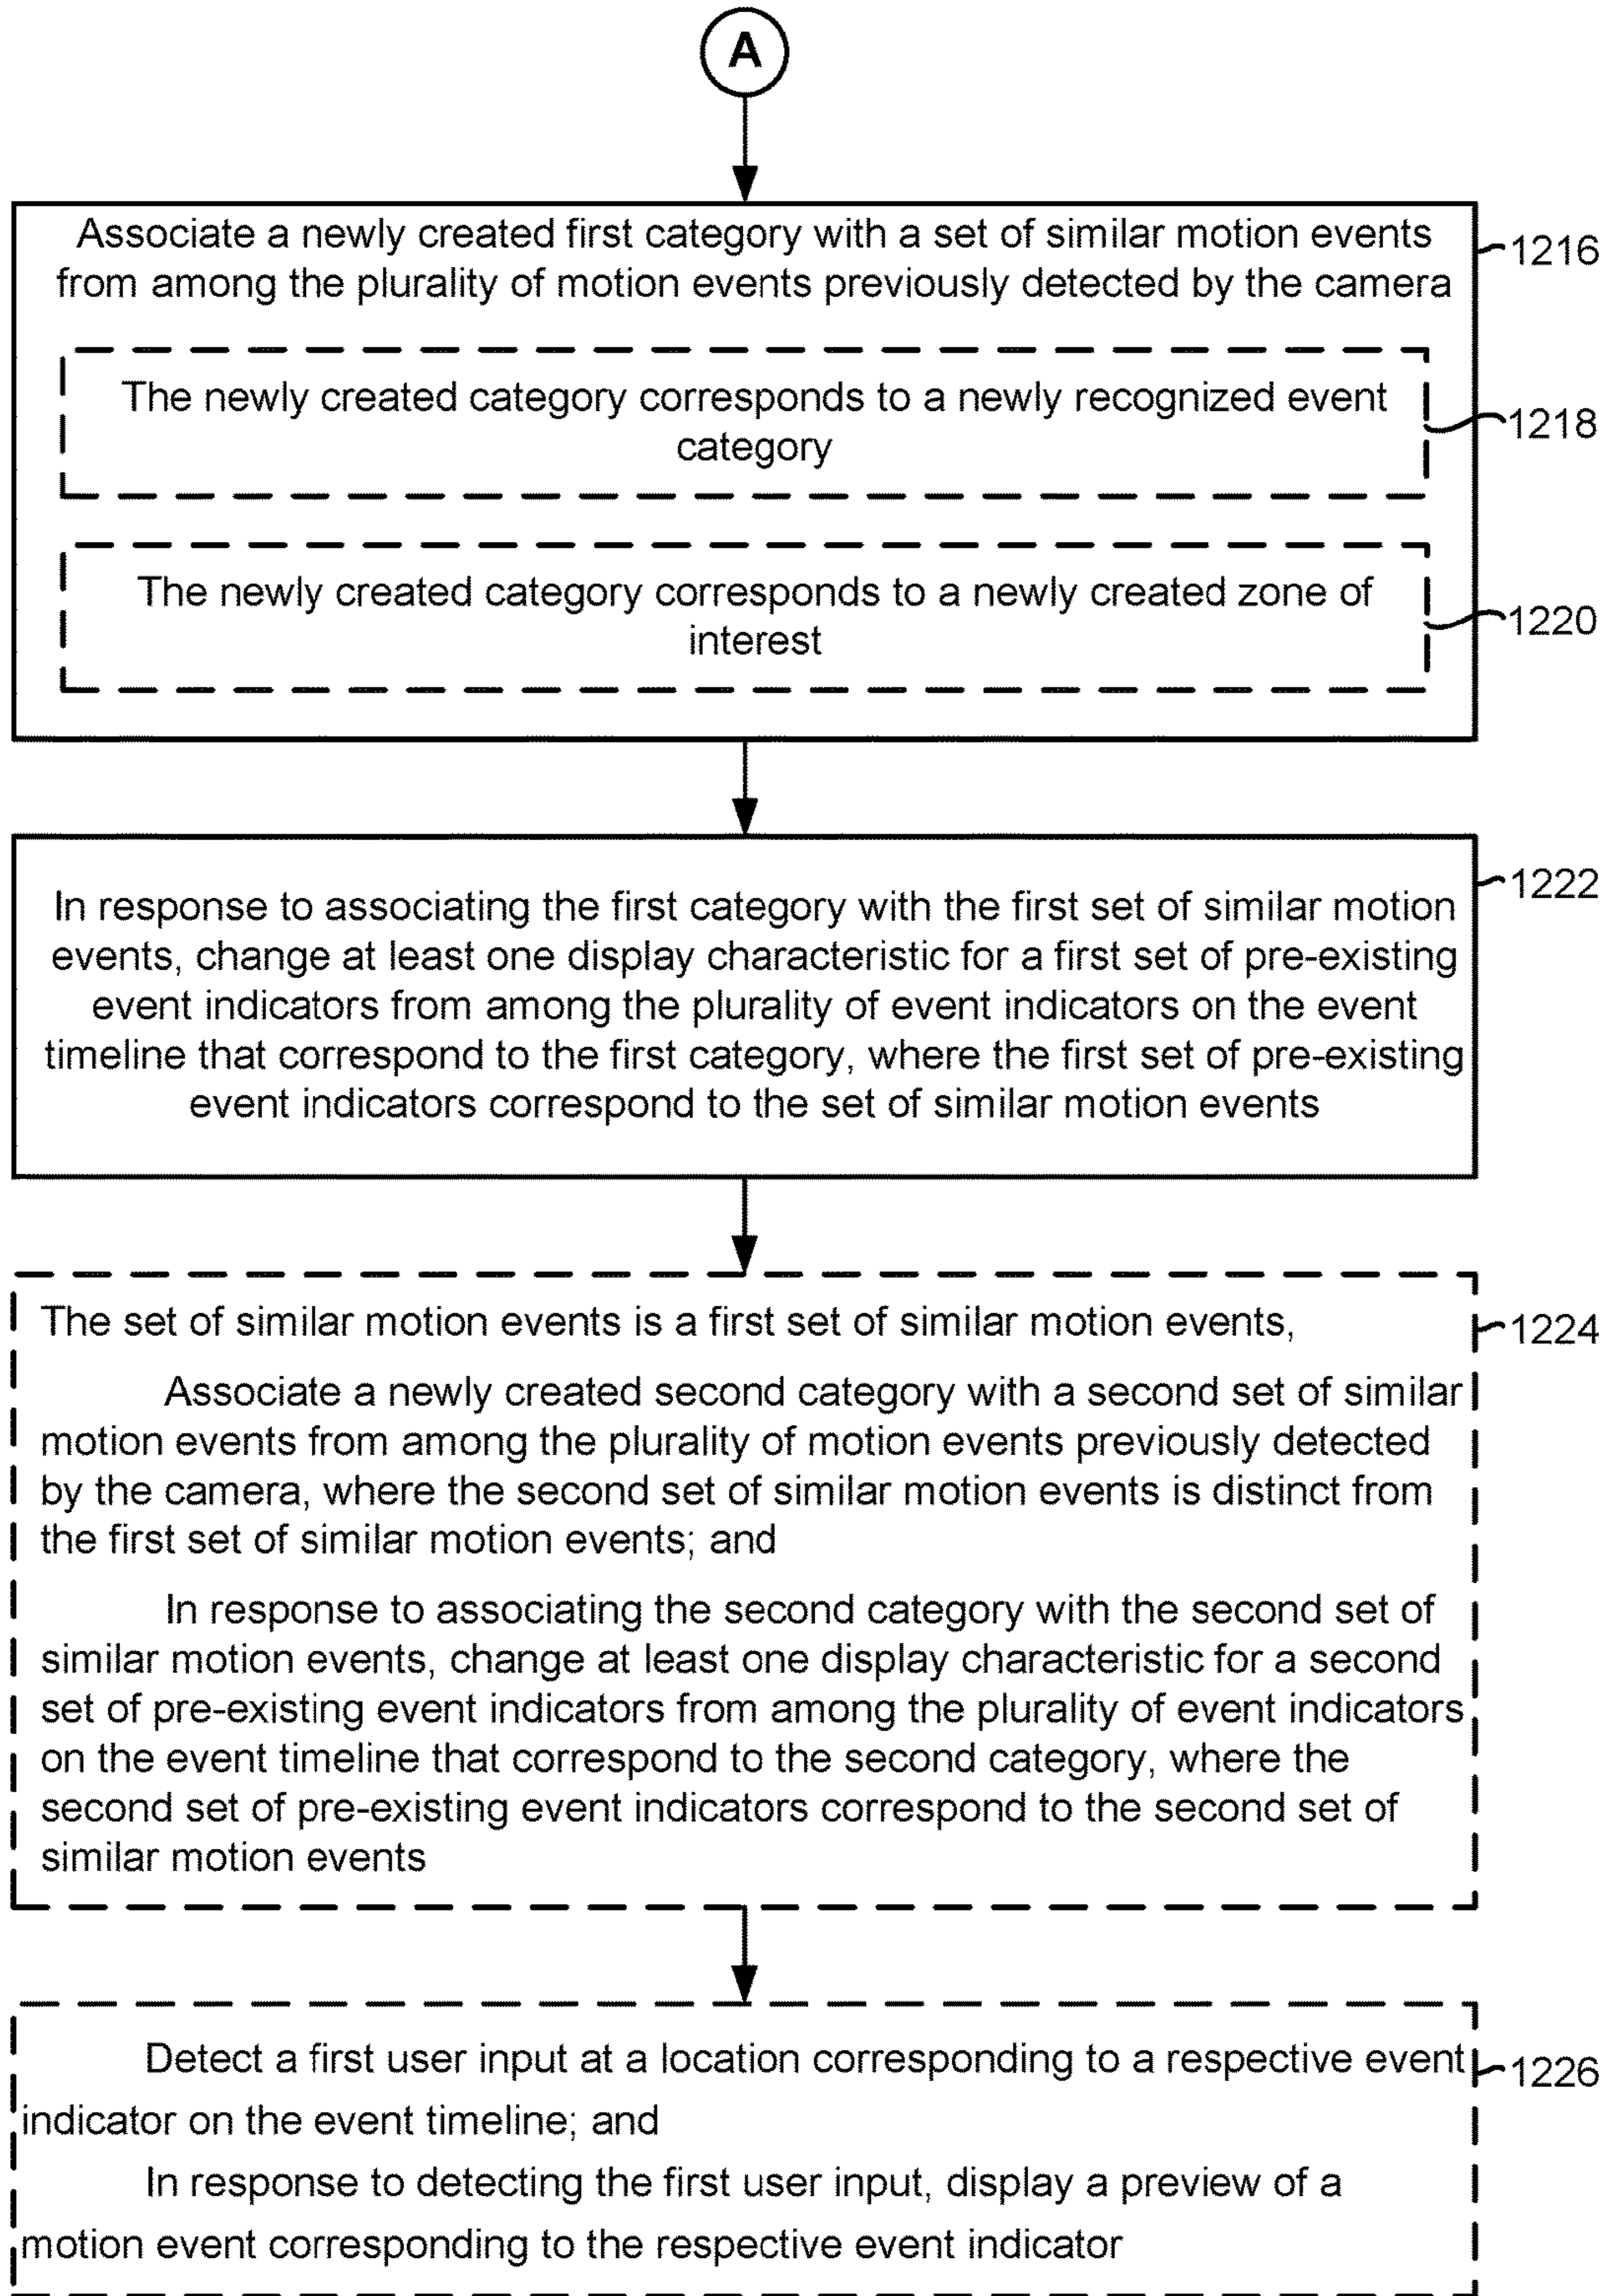 A
Associate a newly created first category with a set of similar motion events
from among the plurality of motion events previously detected by the camera
1216
The newly created category corresponds to a newly recognized event
category
1218
The newly created category corresponds to a newly created zone of
interest
1220
In response to associating the first category with the first set of similar motion
events, change at least one display characteristic for a first set of pre-existing
event indicators from among the plurality of event indicators on the event
timeline that correspond to the first category, where the first set of pre-existing
event indicators correspond to the set of similar motion events
1222
The set of similar motion events is a first set of similar motion events,
1224
Associate a newly created second category with a second set of similar
motion events from among the plurality of motion events previously detected
by the camera, where the second set of similar motion events is distinct from
the first set of similar motion events; and
In response to associating the second category with the second set of
similar motion events, change at least one display characteristic for a second
set of pre-existing event indicators from among the plurality of event indicators
on the event timeline that correspond to the second category, where the
second set of pre-existing event indicators correspond to the second set of
similar motion events
Detect a first user input at a location corresponding to a respective event
1226
indicator on the event timeline; and
In response to detecting the first user input, display a preview of a
motion event corresponding to the respective event indicator